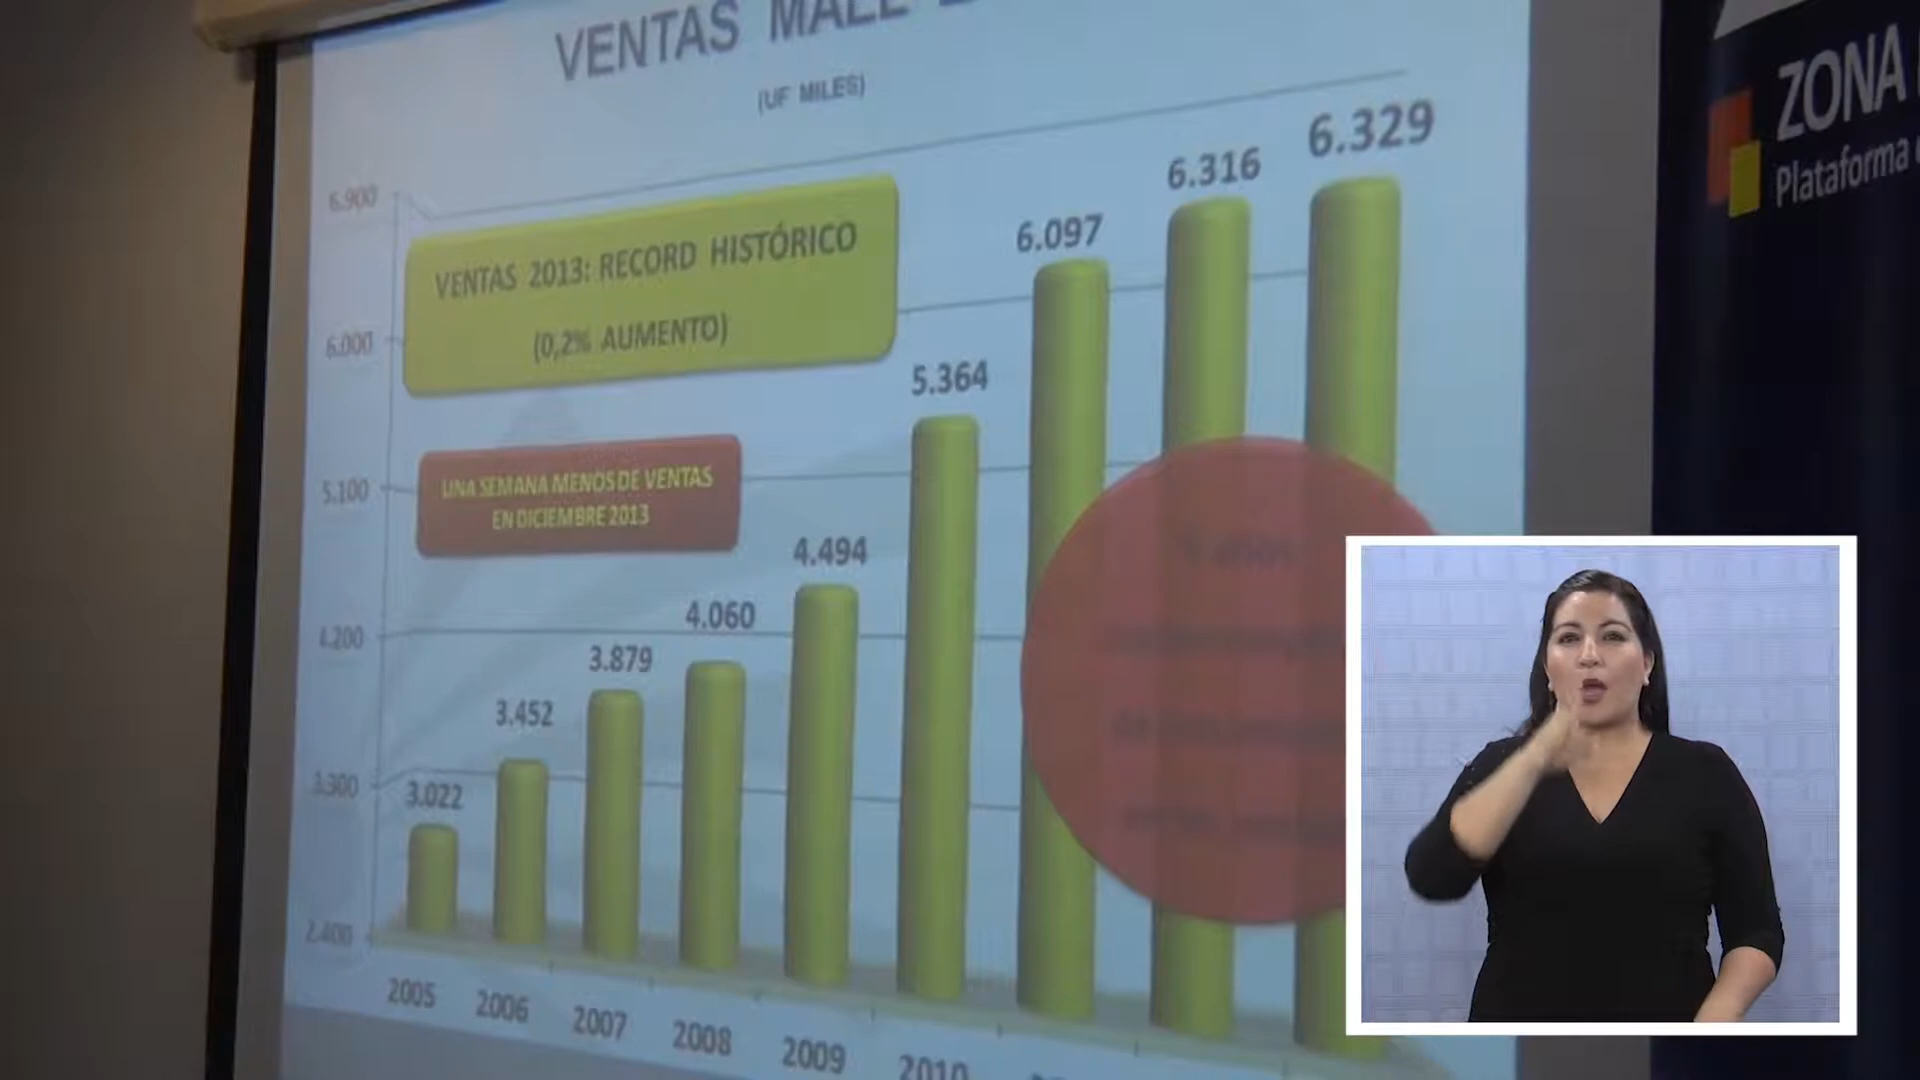 VENTAS MALL
(UF MILES)
ZONA
Plataforma
6.900
6.000
5.100
4.200
3.300
2.400
VENTAS 2013: RECORD HISTÓRICO
(0,2% AUMENTO)
UNA SEMANA MENOS DE VENTAS
EN DICIEMBRE 2013
3.022
3.452
3.879
4.060
4.494
5.364
6.097
6.316
6.329
2005
2006
2007
2008
2009
2010